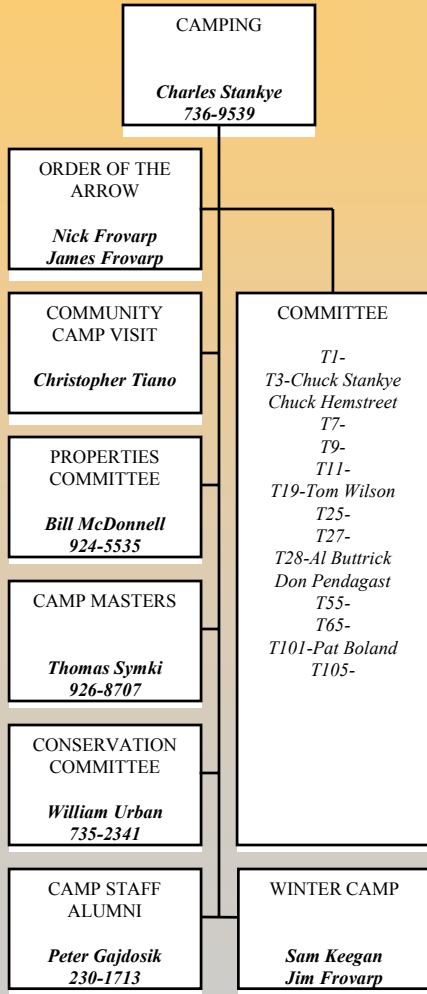 CAMPING
Charles Stankye
736-9539
ORDER OF THE
ARROW
Nick Frovarp
James Frovarp
COMMUNITY
CAMP VISIT
Christopher Tiano
COMMITTEE
T1-
T3-Chuck Stankye
Chuck Hemstreet
T7-
T9-
T11-
T19-Tom Wilson
T25-
T27-
T28-Al Buttrick
Don Pendagast
T55-
T65-
T101-Pat Boland
T105-
PROPERTIES
COMMITTEE
Bill McDonnell
924-5535
CAMP MASTERS
Thomas Symki
926-8707
CONSERVATION
COMMITTEE
William Urban
735-2341
CAMP STAFF
ALUMNI
Peter Gajdosik
230-1713
WINTER CAMP
Sam Keegan
Jim Frovarp